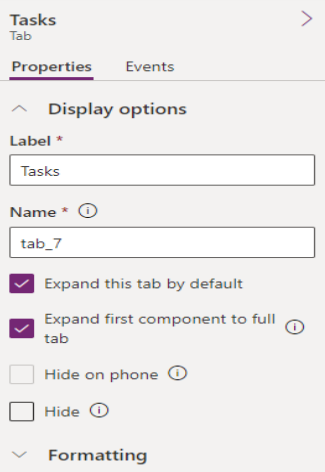 Tasks
Tab
Properties Events
Display options
Label *
Tasks
Name *
tab_7
Expand this tab by default
Expand first component to full
tab
Hide on phone
Hide
Formatting